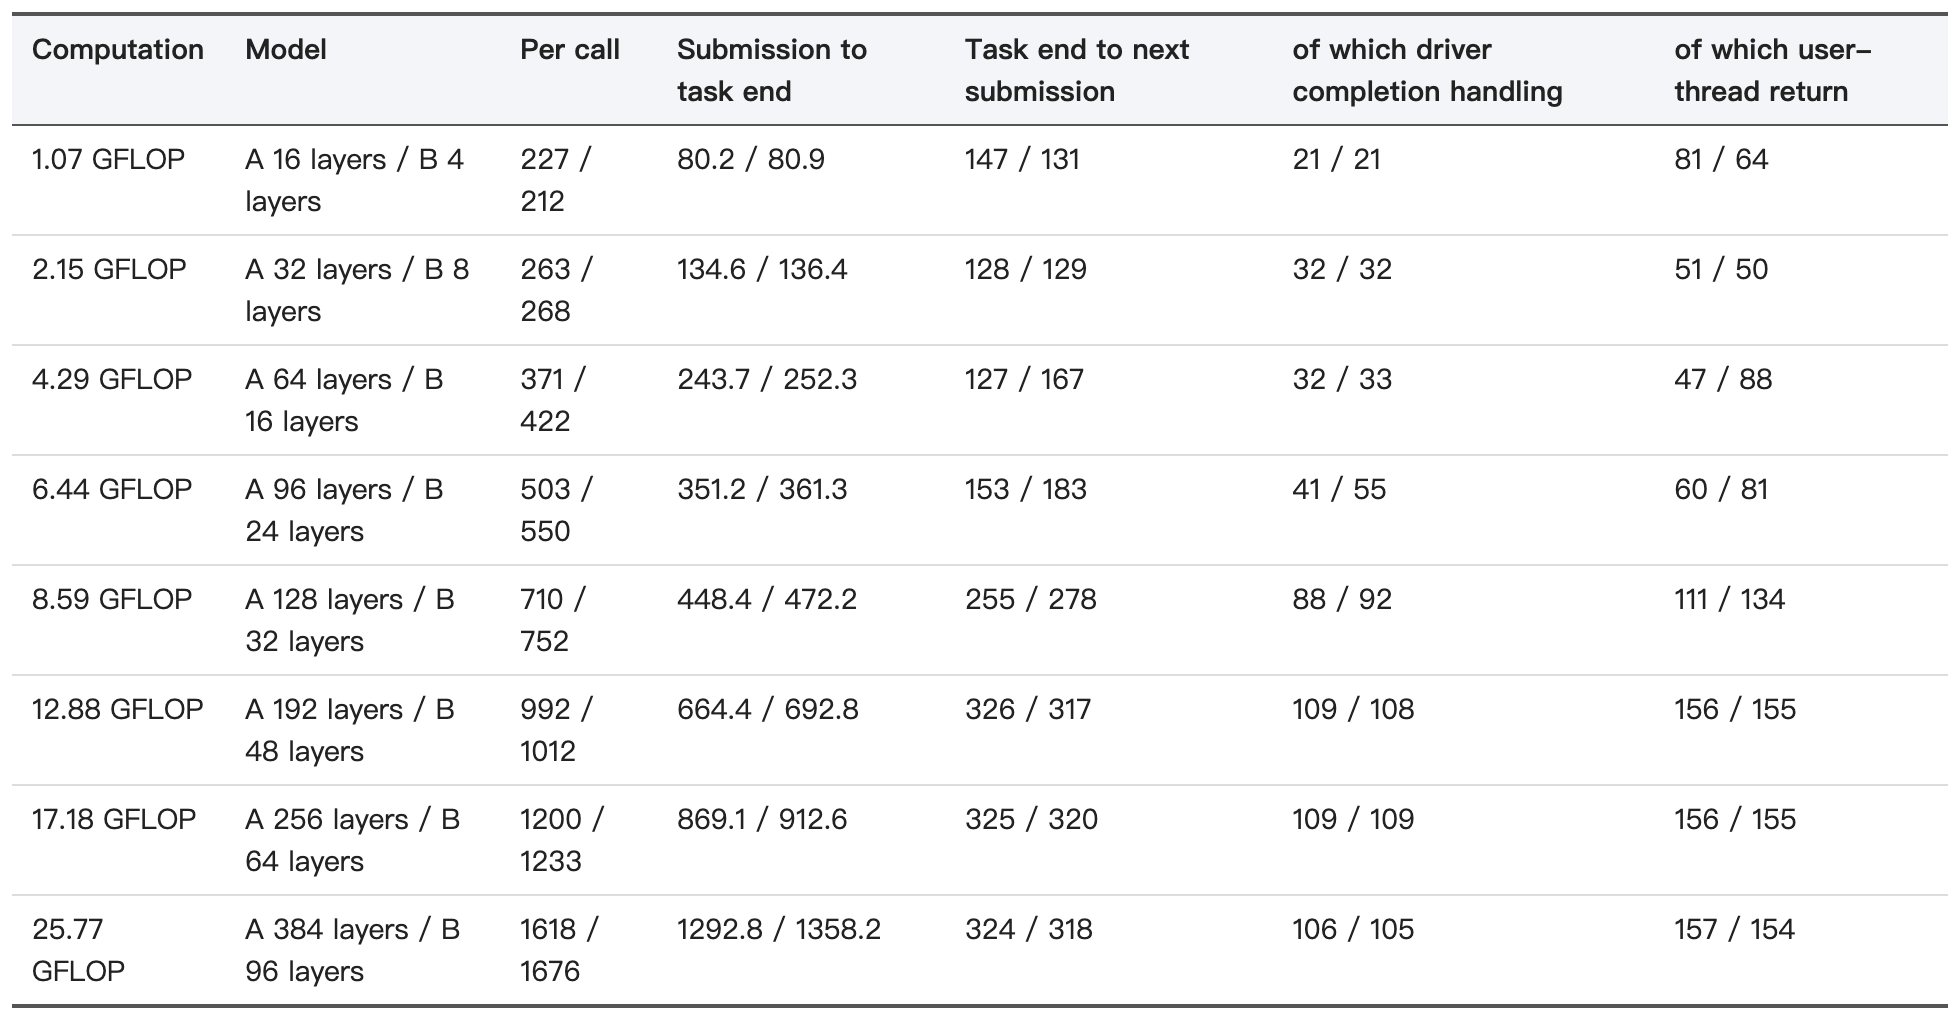 Computation Model Per call Submission to task end Task end to next submission of which driver completion handling of which user-thread return
1.07 GFLOP A 16 layers / B 4 layers 227 / 212 80.2 / 80.9 147 / 131 21 / 21 81 / 64
2.15 GFLOP A 32 layers / B 8 layers 263 / 268 134.6 / 136.4 128 / 129 32 / 32 51 / 50
4.29 GFLOP A 64 layers / B 16 layers 371 / 422 243.7 / 252.3 127 / 167 32 / 33 47 / 88
6.44 GFLOP A 96 layers / B 24 layers 503 / 550 351.2 / 361.3 153 / 183 41 / 55 60 / 81
8.59 GFLOP A 128 layers / B 32 layers 710 / 752 448.4 / 472.2 255 / 278 88 / 92 111 / 134
12.88 GFLOP A 192 layers / B 48 layers 992 / 1012 664.4 / 692.8 326 / 317 109 / 108 156 / 155
17.18 GFLOP A 256 layers / B 64 layers 1200 / 1233 869.1 / 912.6 325 / 320 109 / 109 156 / 155
25.77 GFLOP A 384 layers / B 96 layers 1618 / 1676 1292.8 / 1358.2 324 / 318 106 / 105 157 / 154